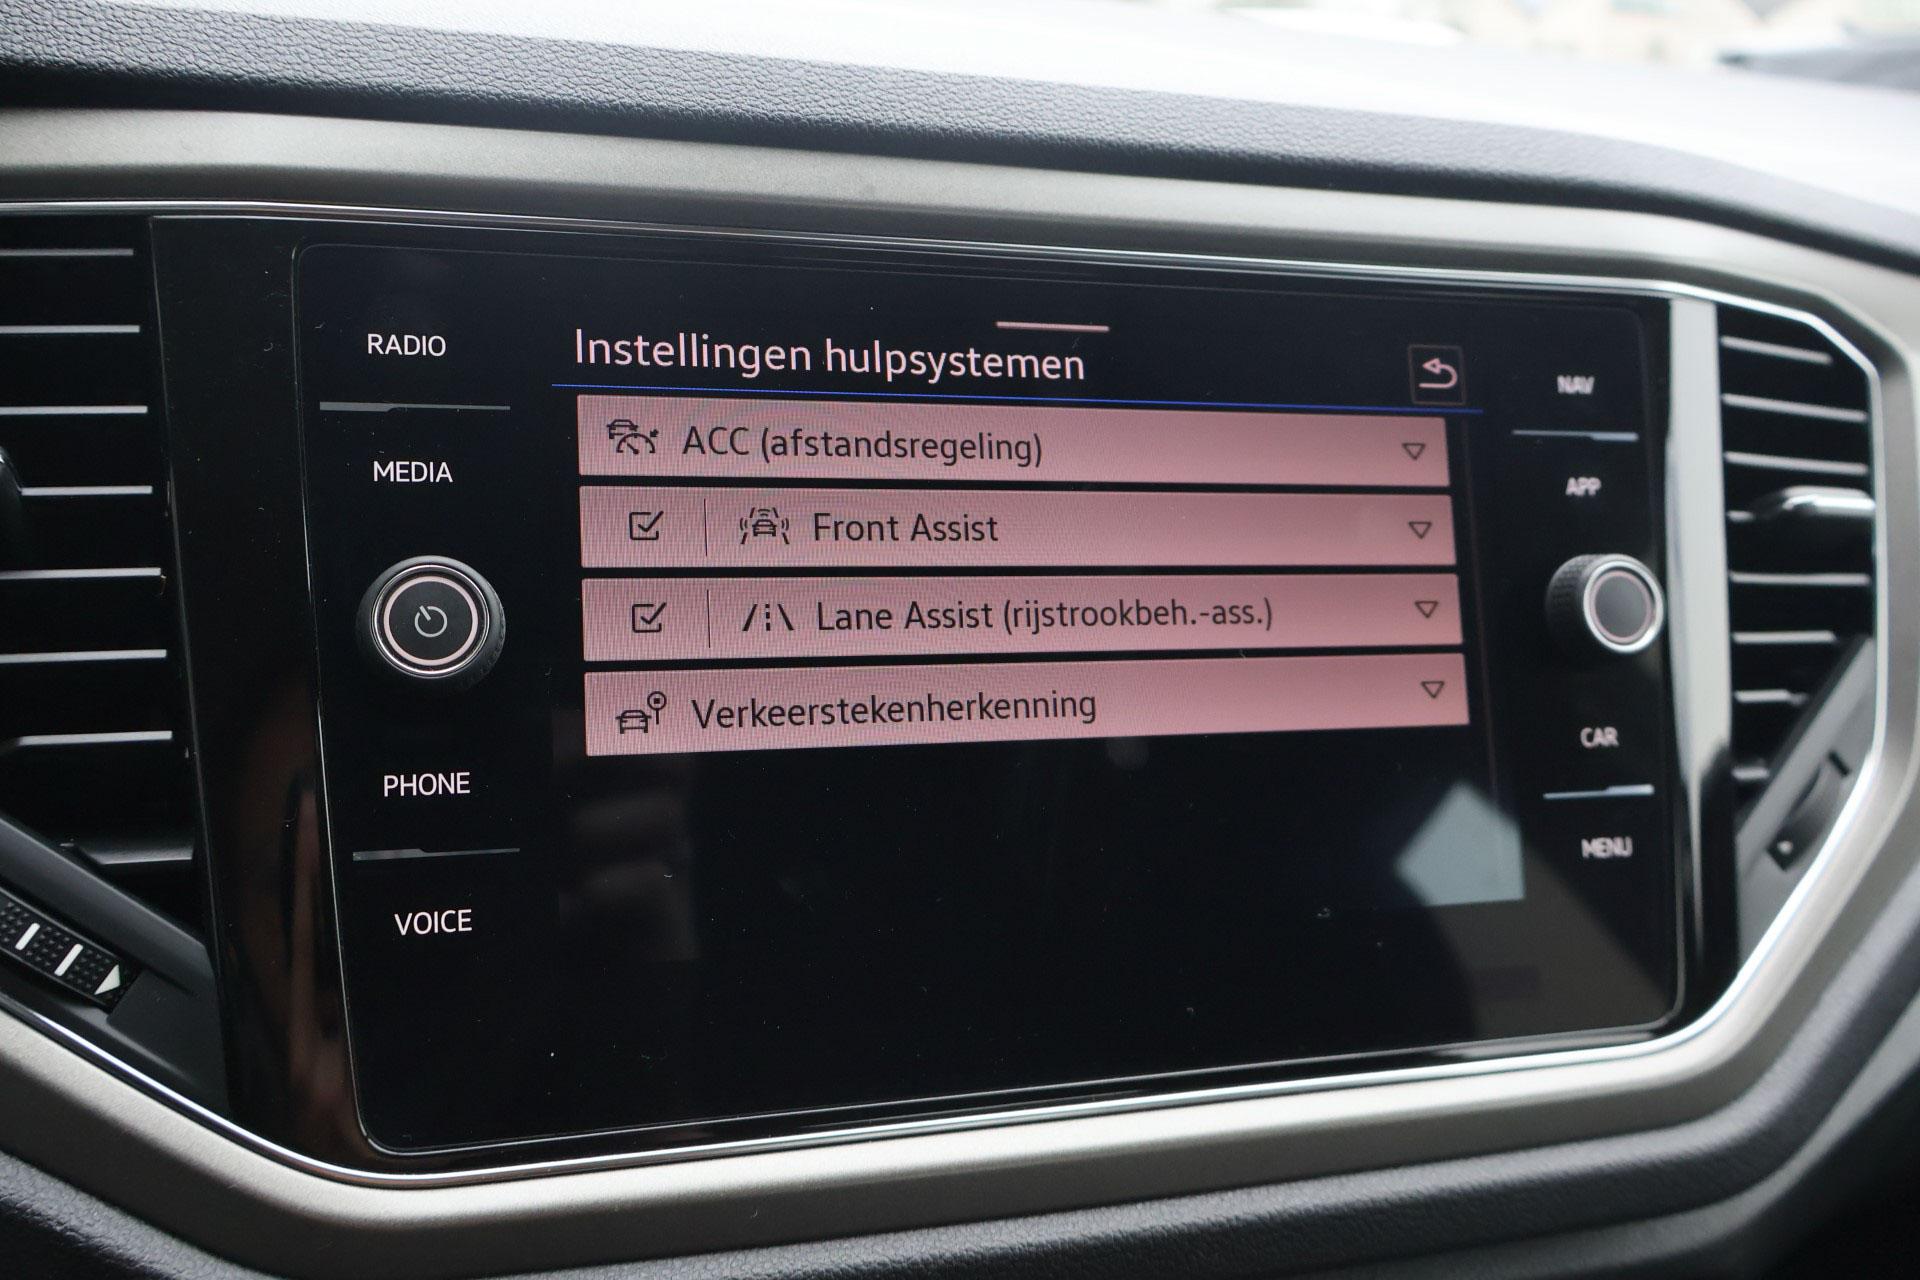 RADIO
MEDIA
PHONE
VOICE
Instellingen hulpsystemen
ACC (afstandsregeling)
Front Assist
Lane Assist (rijstrookbeh.-ass.)
Verkeerstekenherkenning
NAV
APP
CAR
MENU